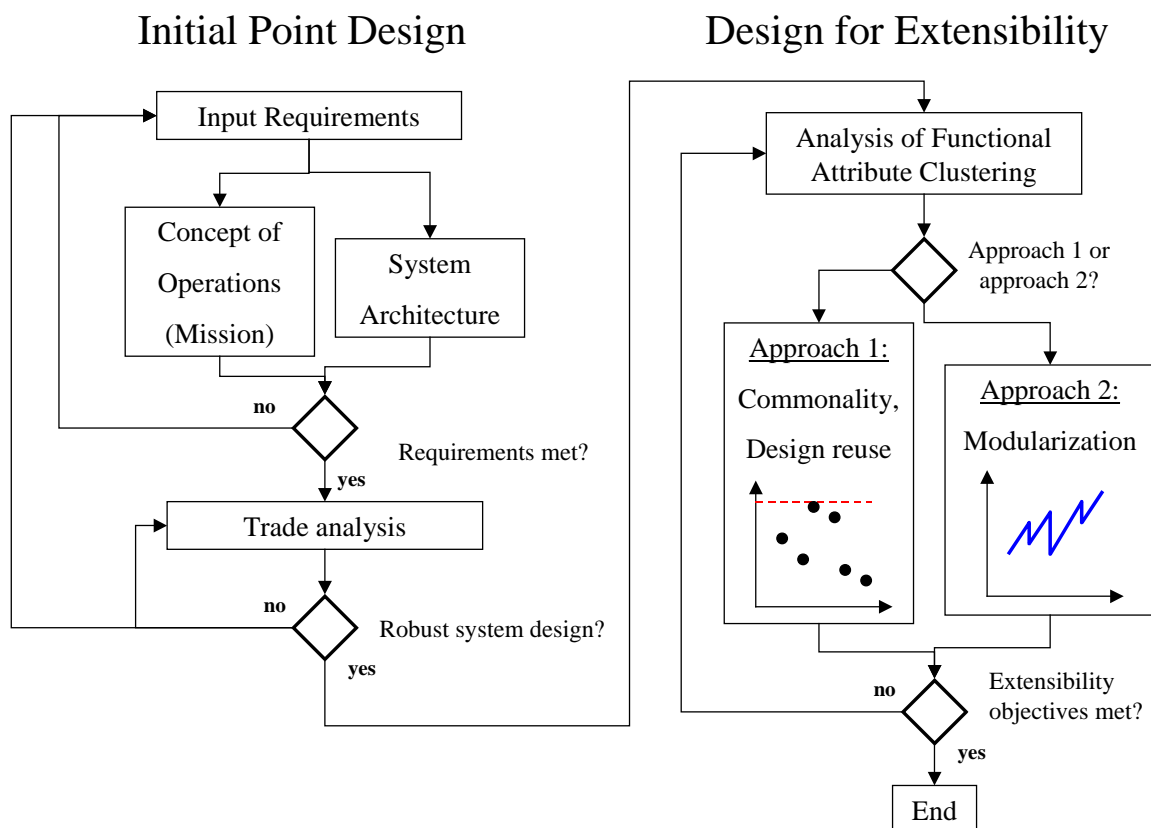 Initial Point Design
Input Requirements
Concept of
Operations
(Mission)
System
Architecture
no
Requirements met?
yes
Trade analysis
no
Robust system design?
yes
Design for Extensibility
Analysis of Functional
Attribute Clustering
Approach 1 or
approach 2?
Approach 1:
Commonality,
Design reuse
Approach 2:
Modularization
no
Extensibility
objectives met?
yes
End